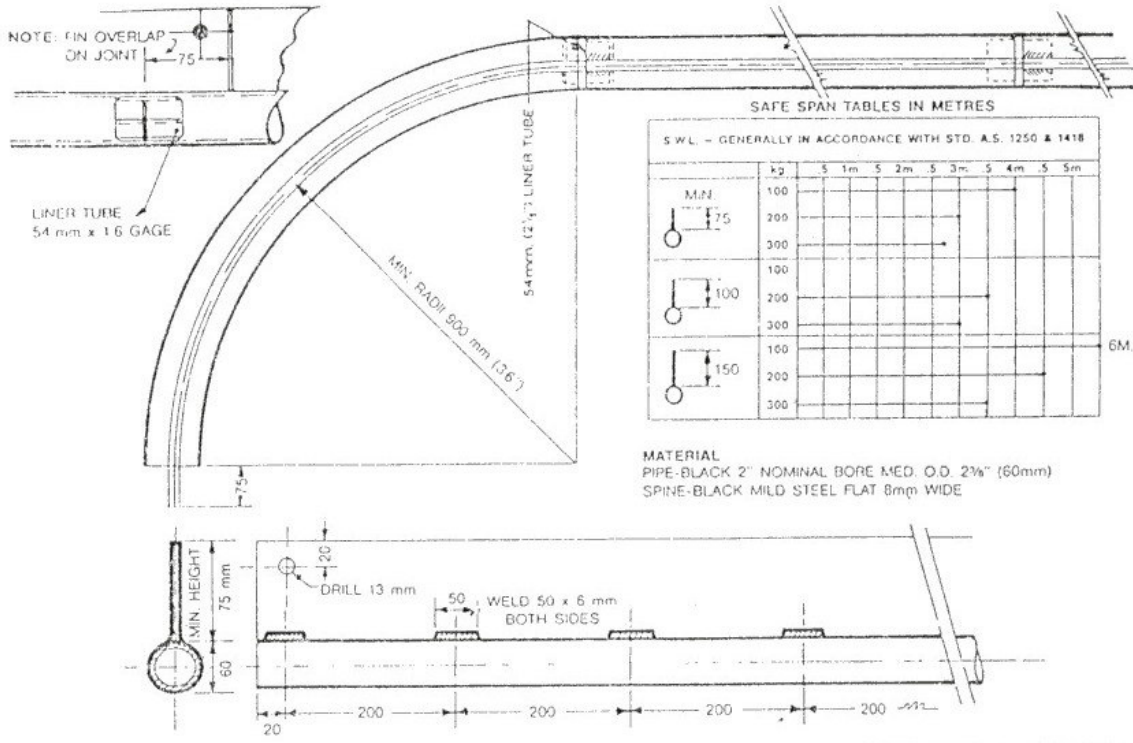 NOTE: FIN OVERLAP
ON JOINT
75
LINER TUBE
54 mm x 16 GAGE
MIN. RADII 900 mm (36")
54mm. (2⅛") LINER TUBE
75
SAFE SPAN TABLES IN METRES
S.W.L. – GENERALLY IN ACCORDANCE WITH STD. A.S. 1250 & 1418
kg .5 1m .5 2m .5 3m .5 4m .5 5m
MIN.
75
100
200
300
100
100
200
300
150
100
200
300
6M.
MATERIAL
PIPE-BLACK 2" NOMINAL BORE MED. O.D. 2⅜" (60mm)
SPINE-BLACK MILD STEEL FLAT 8mm WIDE
MIN. HEIGHT
75 mm
60
20
DRILL 13 mm
50
WELD 50 x 6 mm
BOTH SIDES
20
200
200
200
200